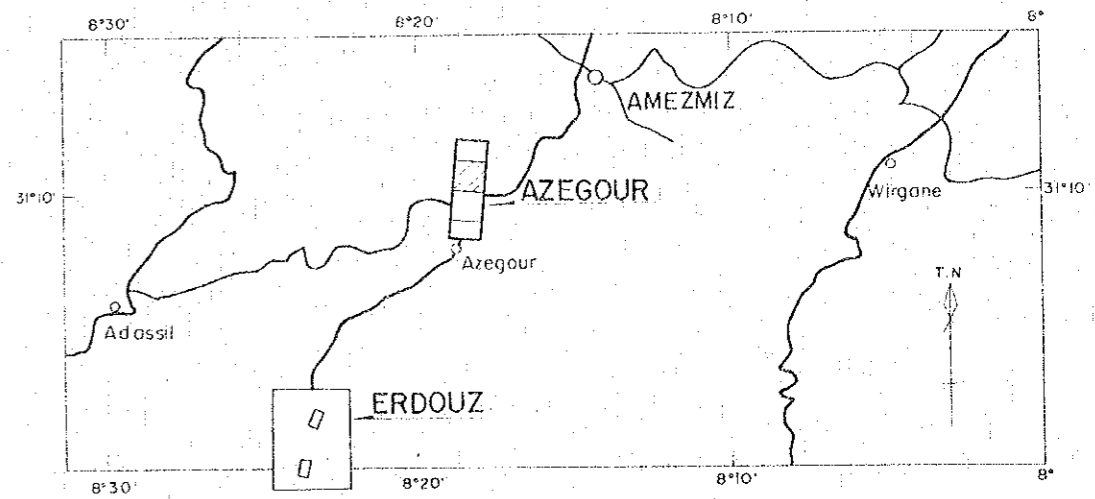 8°30' 8°20' 8°10' 8°
AMEZMIZ
31°10' AZEGOUR Wirgane 31°10'
Azegour
T.N
Adassil
ERDOUZ
8°30' 8°20' 8°10' 8°